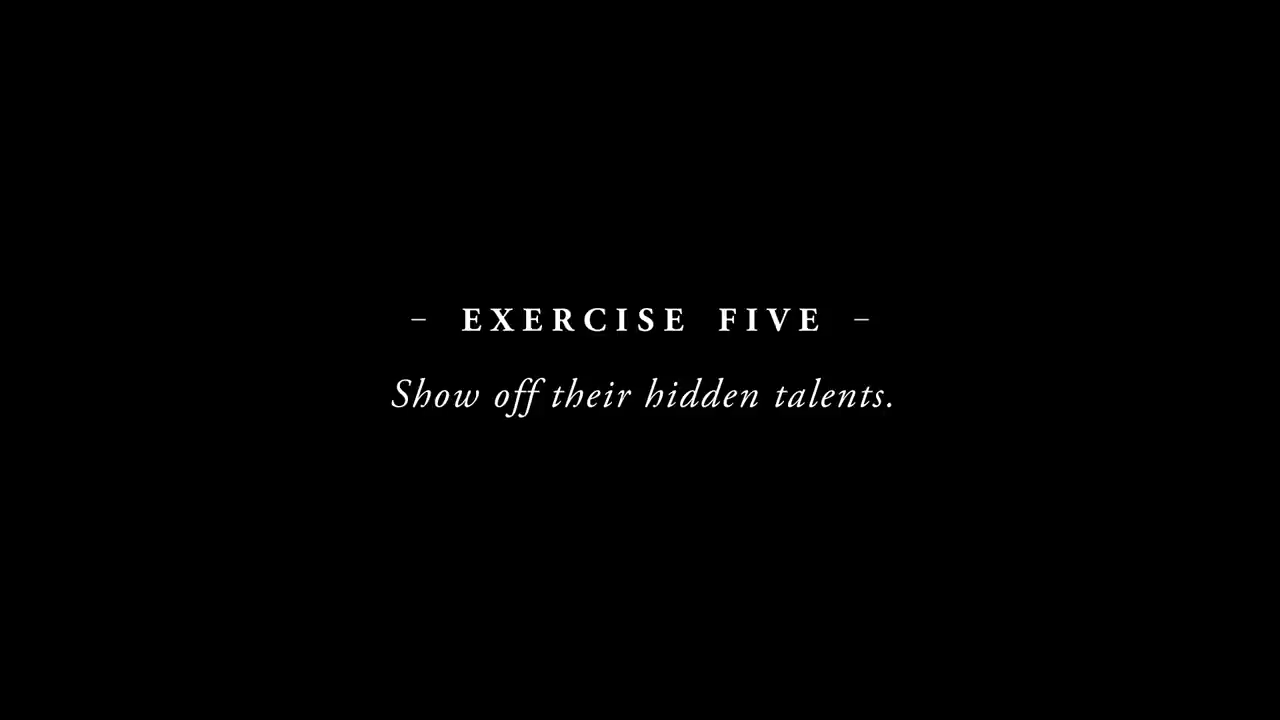 – EXERCISE FIVE –
Show off their hidden talents.